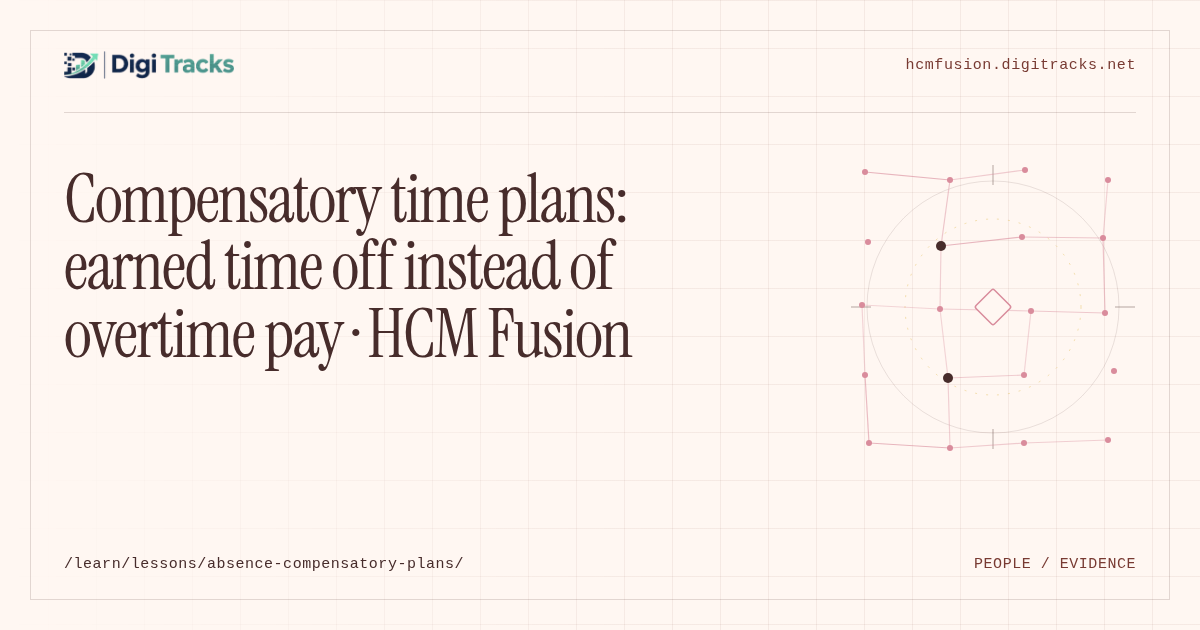 Digi Tracks
hcmfusion.digitracks.net
Compensatory time plans:
earned time off instead of
overtime pay · HCM Fusion
/learn/lessons/absence-compensatory-plans/
PEOPLE / EVIDENCE